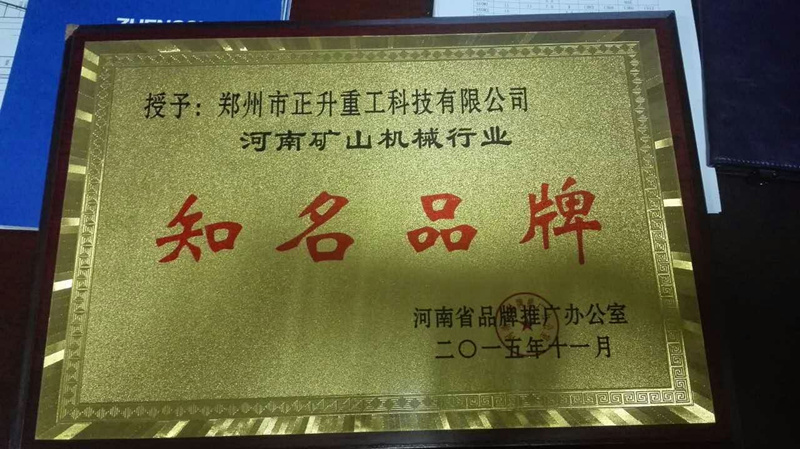 授予：郑州市正升重工科技有限公司
河南矿山机械行业
知名品牌
河南省品牌推广办公室
二〇一五年十一月